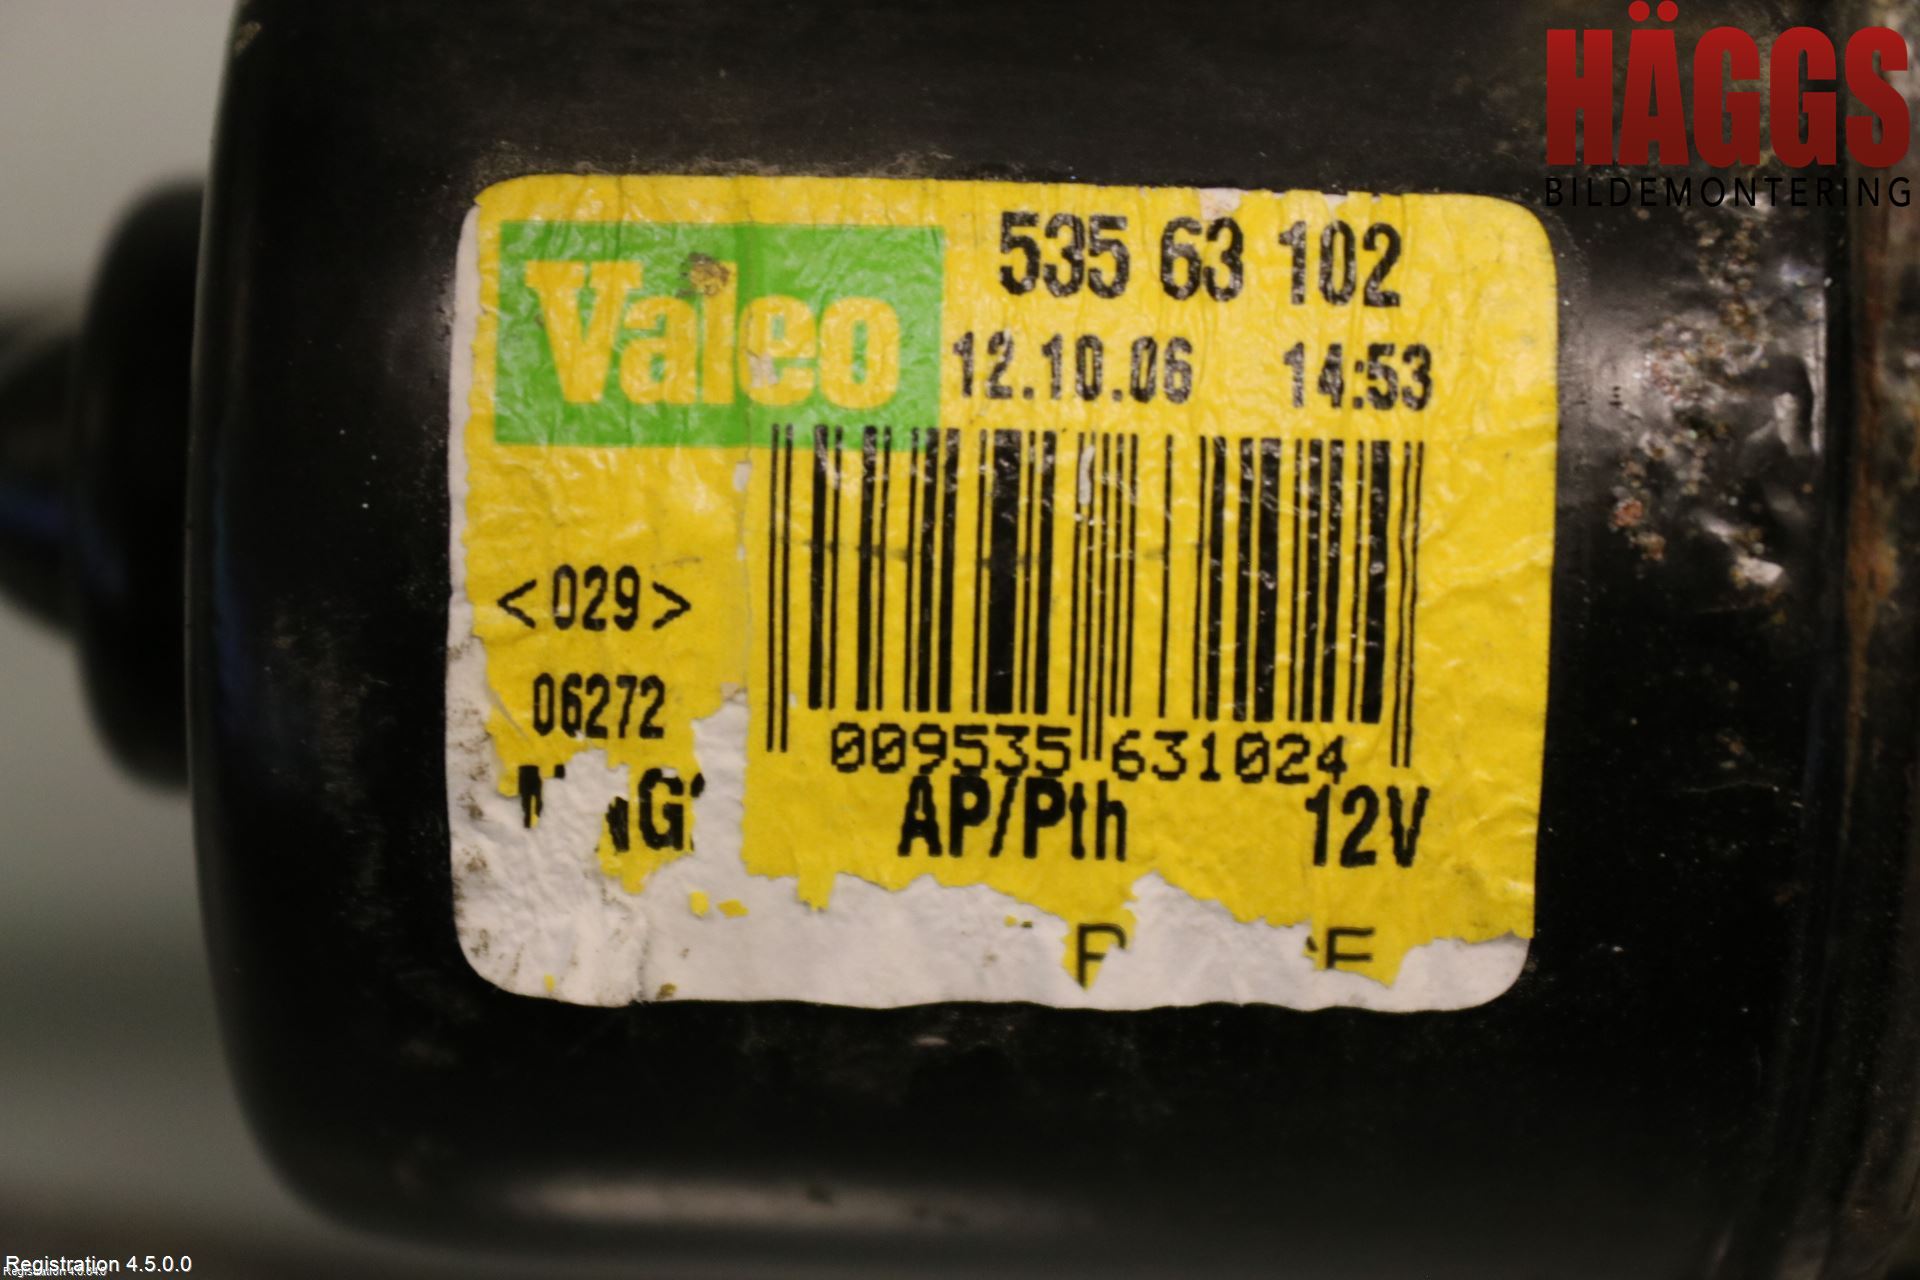 HÄGGS
BILDEMONTERING
Valeo
535 63 102
12.10.06 14:53
<029>
06272
009535 631024
AP/Pth 12V
Registration 4.5.0.0